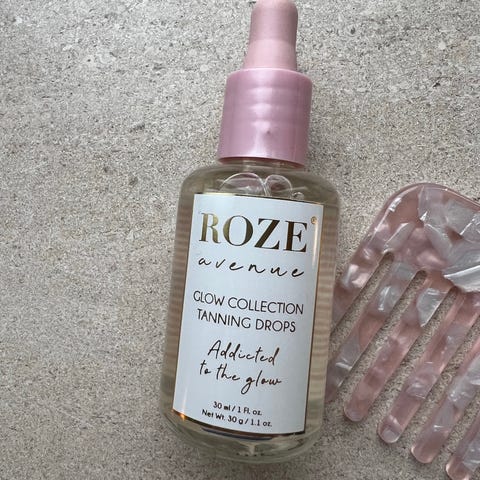 ROZE®
avenue
GLOW COLLECTION
TANNING DROPS
Addicted
to the glow
30 ml / 1 Fl. oz.
Net Wt. 30 g / 1.1 oz.